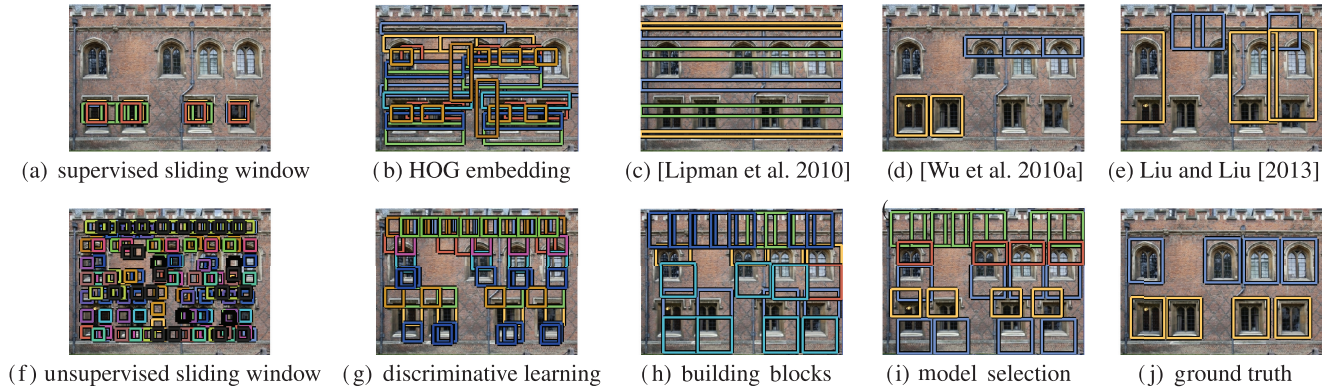 (a) supervised sliding window
(b) HOG embedding
(c) [Lipman et al. 2010]
(d) [Wu et al. 2010a]
(e) Liu and Liu [2013]
(
(f) unsupervised sliding window
(g) discriminative learning
(h) building blocks
(i) model selection
(j) ground truth